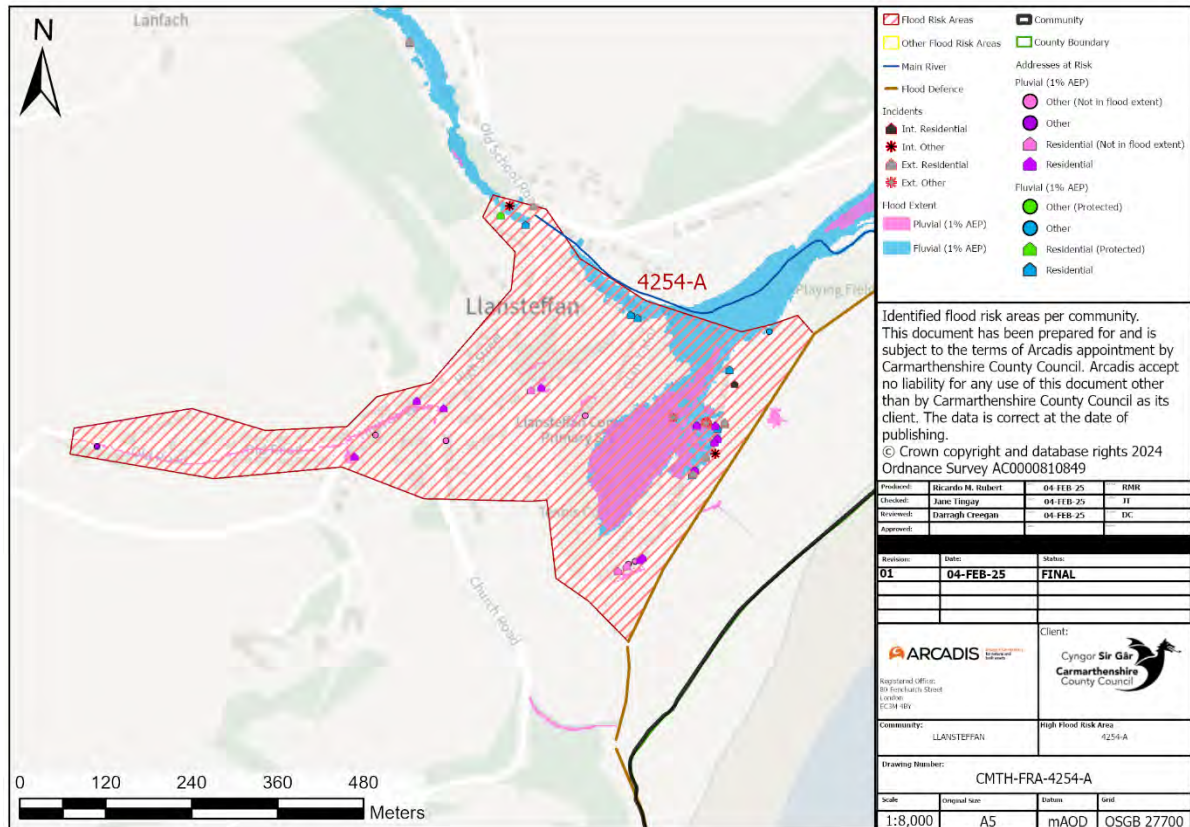 Lanfach
N
Old School Road
4254-A
Playing Field
Llansteffan
High Street
Primary
Church Road
0 120 240 360 480
Meters
Flood Risk Areas
Other Flood Risk Areas
Main River
Flood Defence
Incidents
Int. Residential
Int. Other
Ext. Residential
Ext. Other
Flood Extent
Pluvial (1% AEP)
Fluvial (1% AEP)
Community
County Boundary
Addresses at Risk
Pluvial (1% AEP)
Other (Not in flood extent)
Other
Residential (Not in flood extent)
Residential
Fluvial (1% AEP)
Other (Protected)
Other
Residential (Protected)
Residential
Identified flood risk areas per community.
This document has been prepared for and is
subject to the terms of Arcadis appointment by
Carmarthenshire County Council. Arcadis accept
no liability for any use of this document other
than by Carmarthenshire County Council as its
client. The data is correct at the date of
publishing.
© Crown copyright and database rights 2024
Ordnance Survey AC0000810849
Produced: Ricardo M. Rubert 04-FEB-25 RMR
Checked: Jane Tingay 04-FEB-25 JT
Reviewed: Darragh Creegan 04-FEB-25 DC
Approved:
Revision: Date: Status:
01 04-FEB-25 FINAL
ARCADIS
Registered Office:
80 Fenchurch Street
London
EC3M 4BY
Client:
Cyngor Sir Gâr
Carmarthenshire
County Council
Community: High Flood Risk Area
LLANSTEFFAN 4254-A
Drawing Number:
CMTH-FRA-4254-A
Scale Original Size Datum Grid
1:8,000 A5 mAOD OSGB 27700